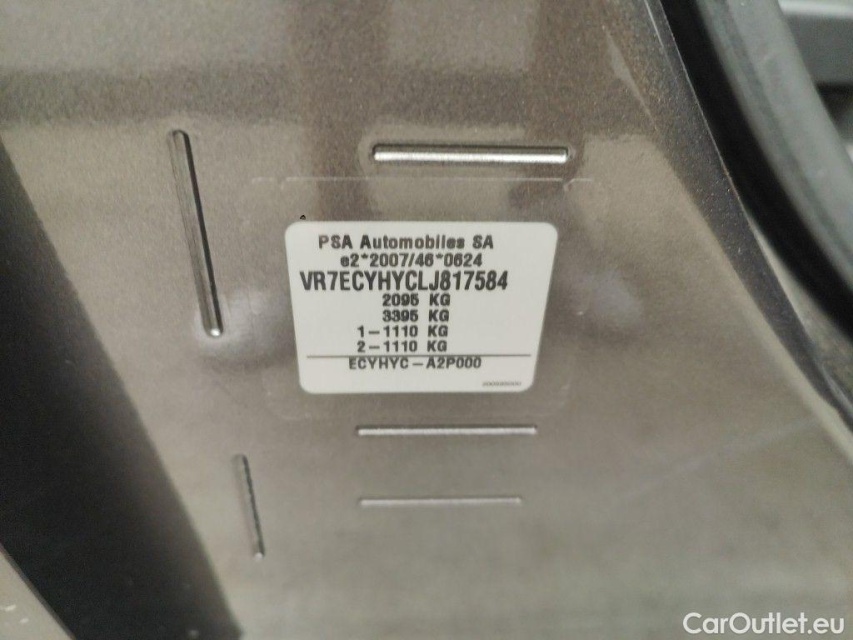 PSA Automobiles SA
e2*2007/46*0624
VR7ECYHYCLJ817584
2095 KG
3395 KG
1-1110 KG
2-1110 KG
ECYHYC-A2P000
CarOutlet.eu